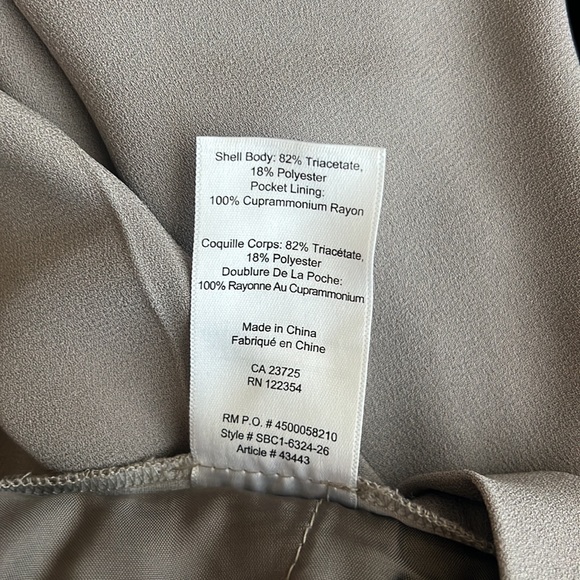 Shell Body: 82% Triacetate,
18% Polyester
Pocket Lining:
100% Cuprammonium Rayon
Coquille Corps: 82% Triacétate,
18% Polyester
Doublure De La Poche:
100% Rayonne Au Cuprammonium
Made in China
Fabriqué en Chine
CA 23725
RN 122354
RM P.O. # 4500058210
Style # SBC1-6324-26
Article # 43443